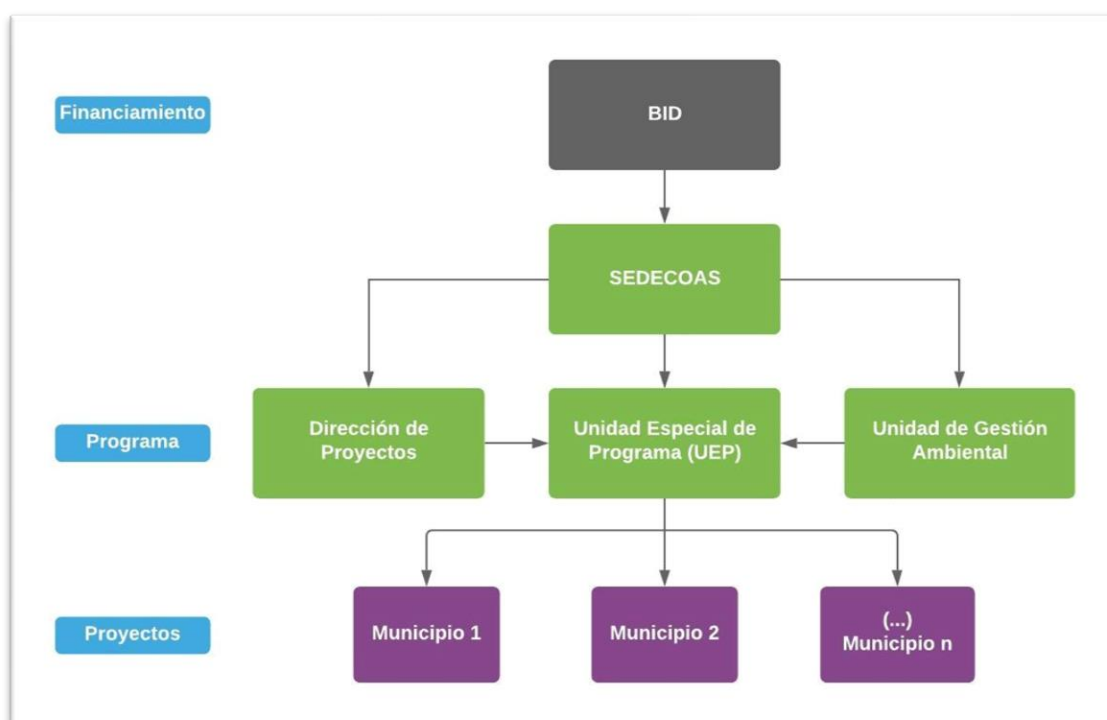 Financiamiento
BID
SEDECOAS
Programa
Dirección de
Proyectos
Unidad Especial de
Programa (UEP)
Unidad de Gestión
Ambiental
Proyectos
Municipio 1
Municipio 2
(...)
Municipio n